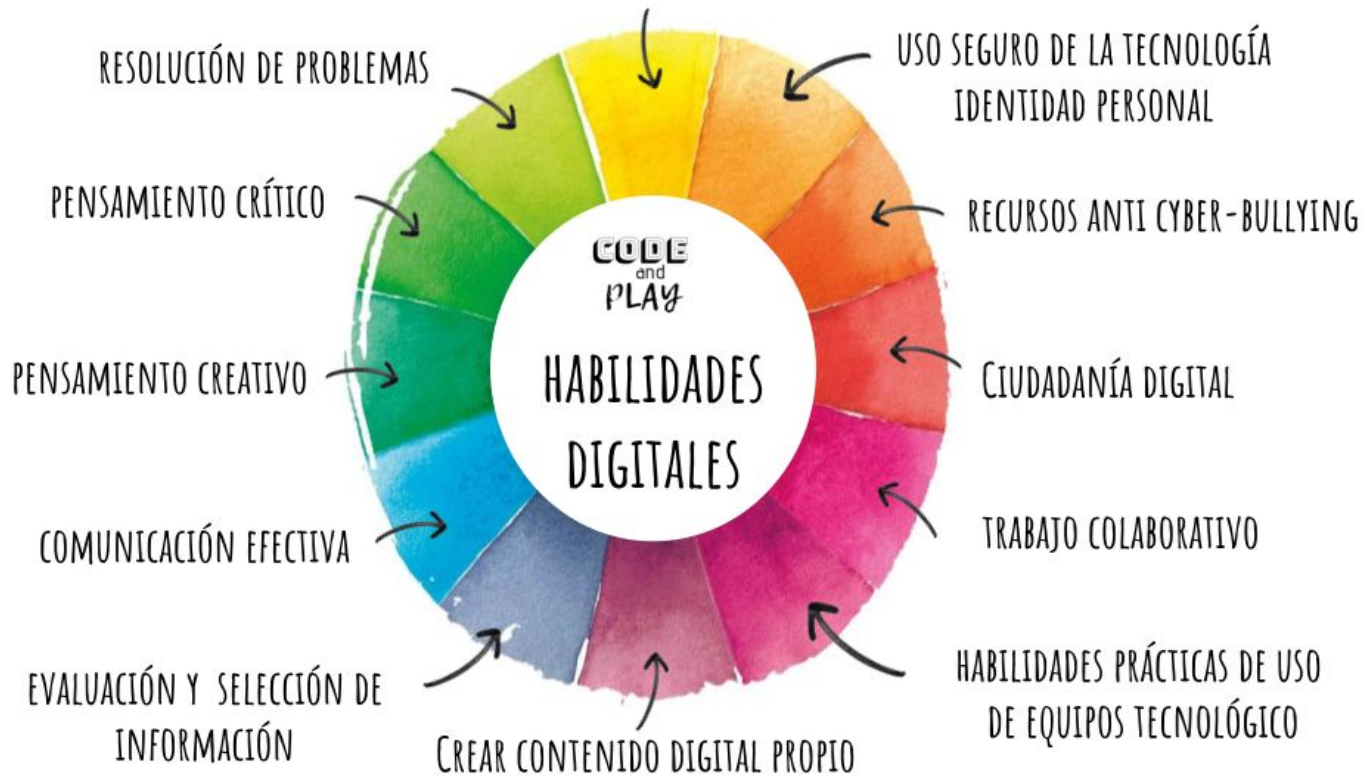 RESOLUCIÓN DE PROBLEMAS
USO SEGURO DE LA TECNOLOGÍA
IDENTIDAD PERSONAL
PENSAMIENTO CRÍTICO
RECURSOS ANTI CYBER-BULLYING
CODE
and
PLAY
HABILIDADES
DIGITALES
PENSAMIENTO CREATIVO
CIUDADANÍA DIGITAL
COMUNICACIÓN EFECTIVA
TRABAJO COLABORATIVO
EVALUACIÓN Y SELECCIÓN DE
INFORMACIÓN
HABILIDADES PRÁCTICAS DE USO
DE EQUIPOS TECNOLÓGICO
CREAR CONTENIDO DIGITAL PROPIO